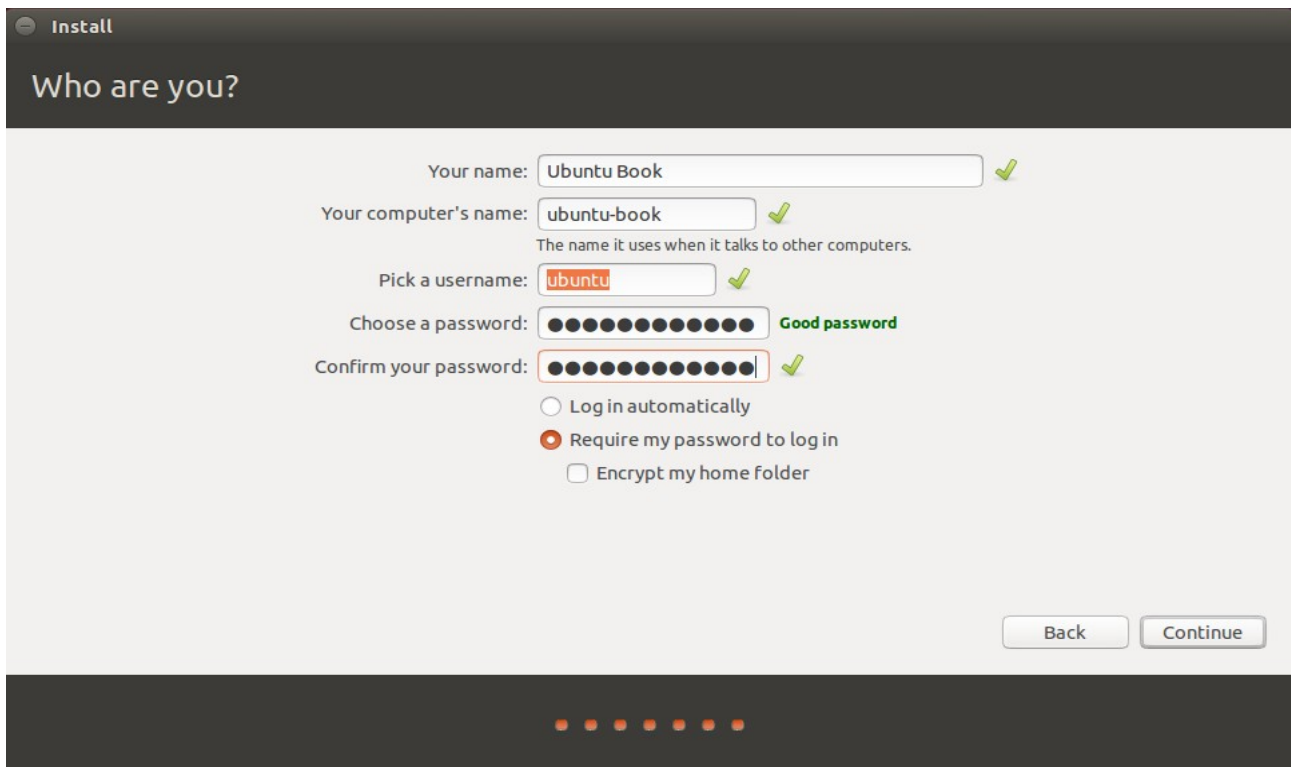 Install
Who are you?
Your name: Ubuntu Book
Your computer's name: ubuntu-book
The name it uses when it talks to other computers.
Pick a username: ubuntu
Choose a password: ●●●●●●●●●●●● Good password
Confirm your password: ●●●●●●●●●●●●
Log in automatically
Require my password to log in
Encrypt my home folder
Back Continue